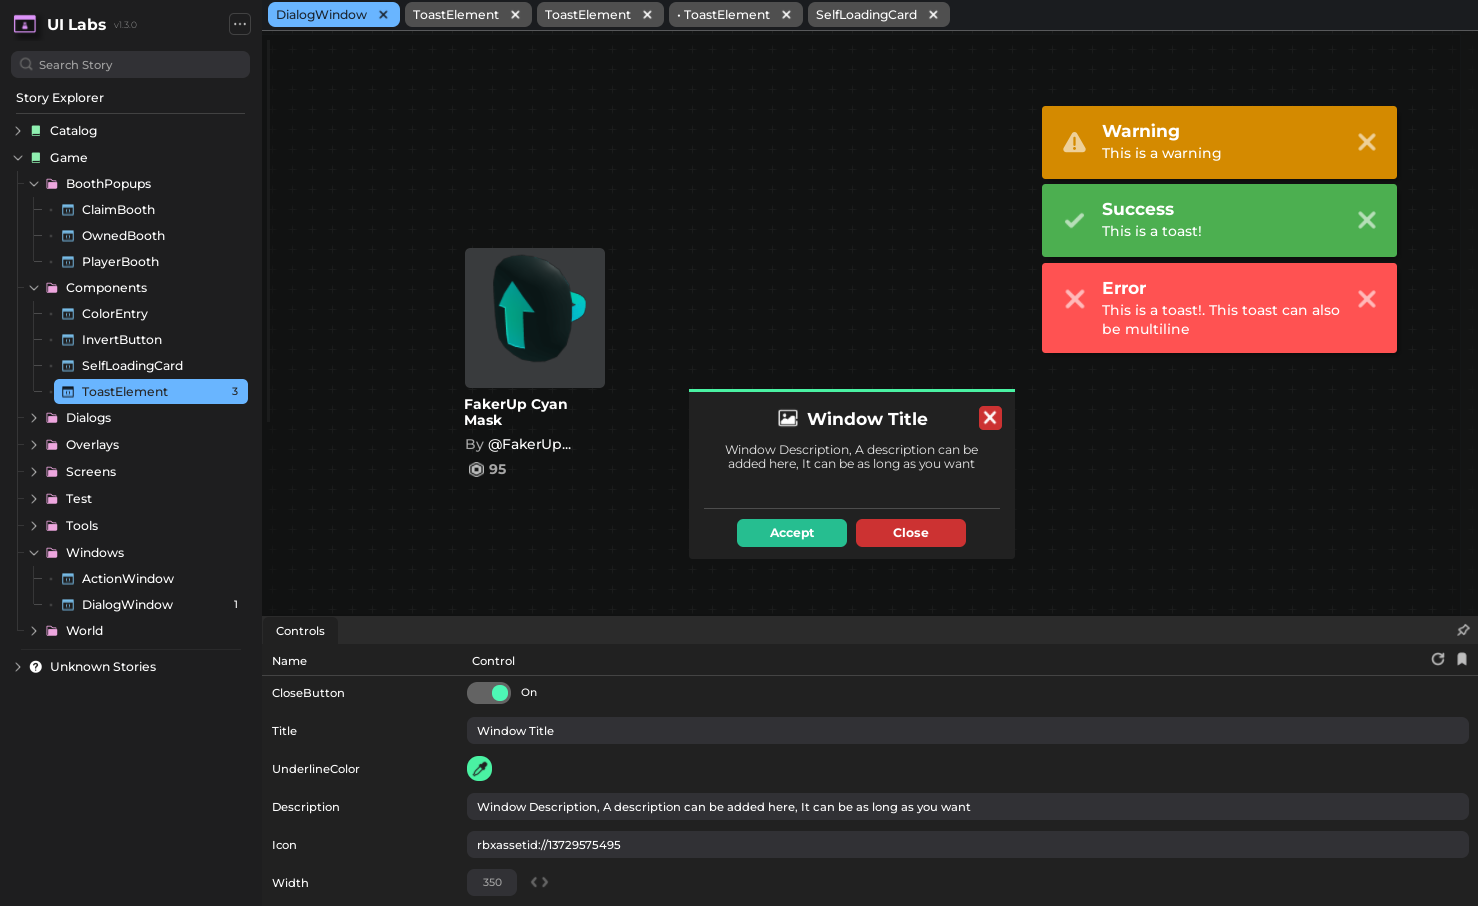 UI Labs v1.3.0
Search Story
Story Explorer
Catalog
Game
BoothPopups
ClaimBooth
OwnedBooth
PlayerBooth
Components
ColorEntry
InvertButton
SelfLoadingCard
ToastElement 3
Dialogs
Overlays
Screens
Test
Tools
Windows
ActionWindow
DialogWindow 1
World
Unknown Stories
DialogWindow
ToastElement
ToastElement
• ToastElement
SelfLoadingCard
Warning
This is a warning
Success
This is a toast!
Error
This is a toast!. This toast can also
be multiline
FakerUp Cyan
Mask
By @FakerUp...
95
Window Title
Window Description, A description can be
added here, It can be as long as you want
Accept
Close
Controls
Name
Control
CloseButton
On
Title
Window Title
UnderlineColor
Description
Window Description, A description can be added here, It can be as long as you want
Icon
rbxassetid://13729575495
Width
350